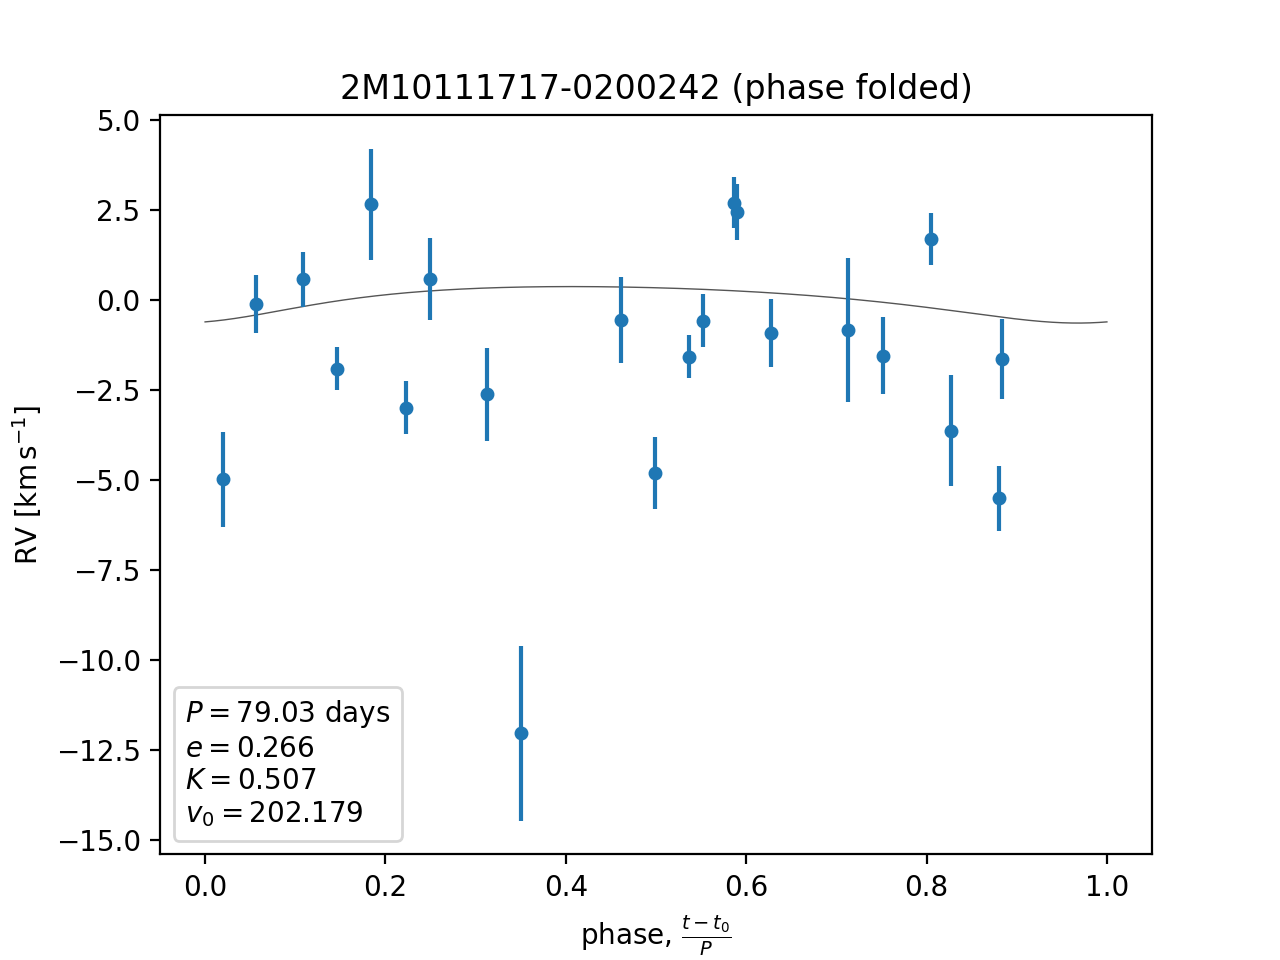 2M10111717-0200242 (phase folded)
5.0
2.5
0.0
−2.5
−5.0
−7.5
−10.0
−12.5
−15.0
RV [km s⁻¹]
P = 79.03 days
e = 0.266
K = 0.507
v₀ = 202.179
0.0 0.2 0.4 0.6 0.8 1.0
phase, (t − t₀)/P